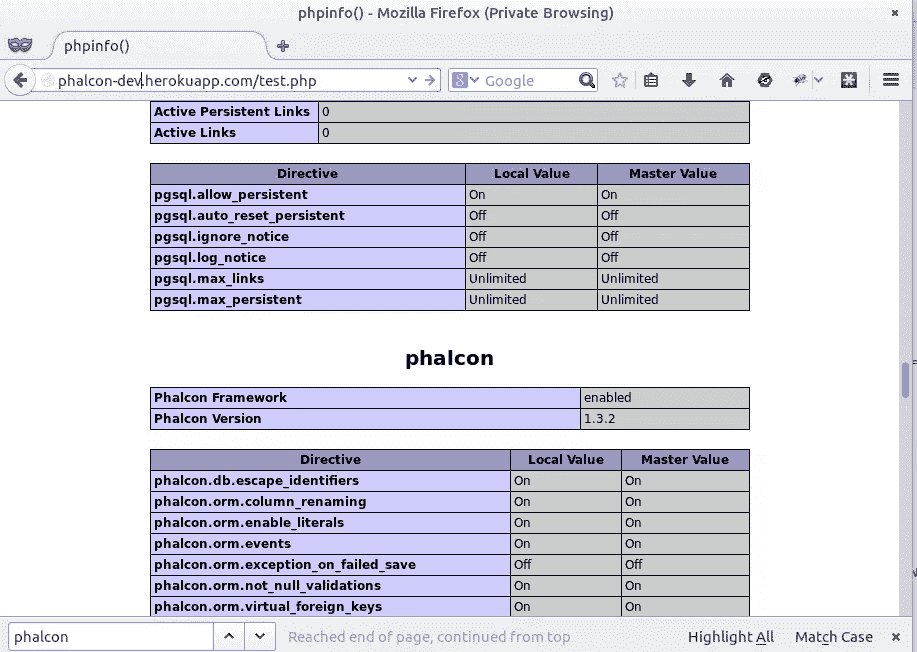 phpinfo() - Mozilla Firefox (Private Browsing)
phpinfo()
phalcon-dev.herokuapp.com/test.php
Google
Active Persistent Links 0
Active Links 0
Directive Local Value Master Value
pgsql.allow_persistent On On
pgsql.auto_reset_persistent Off Off
pgsql.ignore_notice Off Off
pgsql.log_notice Off Off
pgsql.max_links Unlimited Unlimited
pgsql.max_persistent Unlimited Unlimited
phalcon
Phalcon Framework enabled
Phalcon Version 1.3.2
Directive Local Value Master Value
phalcon.db.escape_identifiers On On
phalcon.orm.column_renaming On On
phalcon.orm.enable_literals On On
phalcon.orm.events On On
phalcon.orm.exception_on_failed_save Off Off
phalcon.orm.not_null_validations On On
phalcon.orm.virtual_foreign_keys On On
phalcon Reached end of page, continued from top Highlight All Match Case